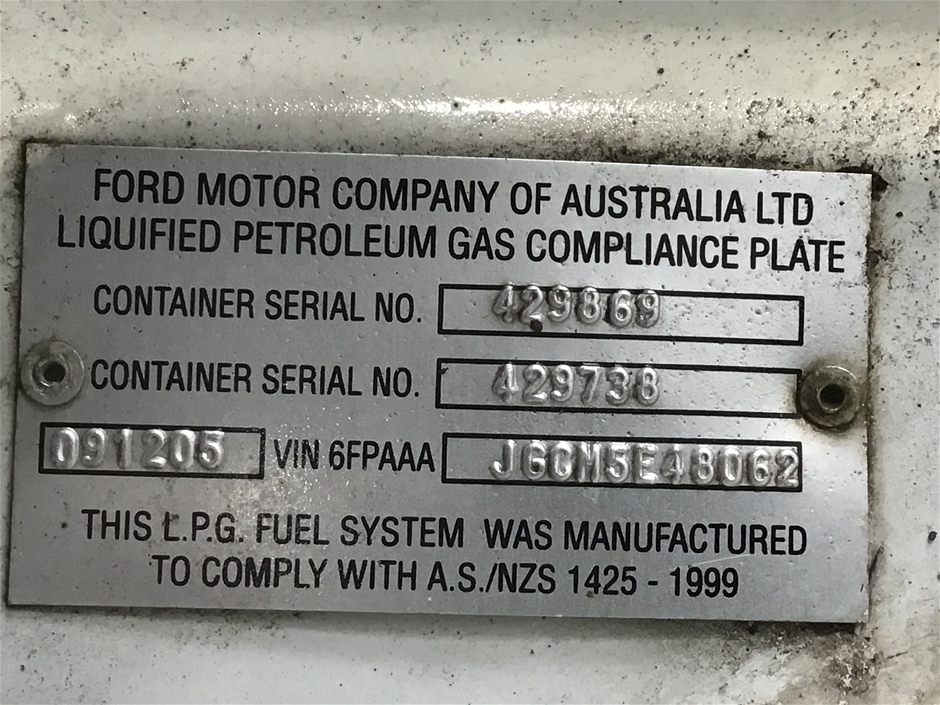 FORD MOTOR COMPANY OF AUSTRALIA LTD
LIQUIFIED PETROLEUM GAS COMPLIANCE PLATE
CONTAINER SERIAL NO. 429869
CONTAINER SERIAL NO. 429738
091205 VIN 6FPAAA JGCM5E48062
THIS L.P.G. FUEL SYSTEM WAS MANUFACTURED
TO COMPLY WITH A.S./NZS 1425 - 1999